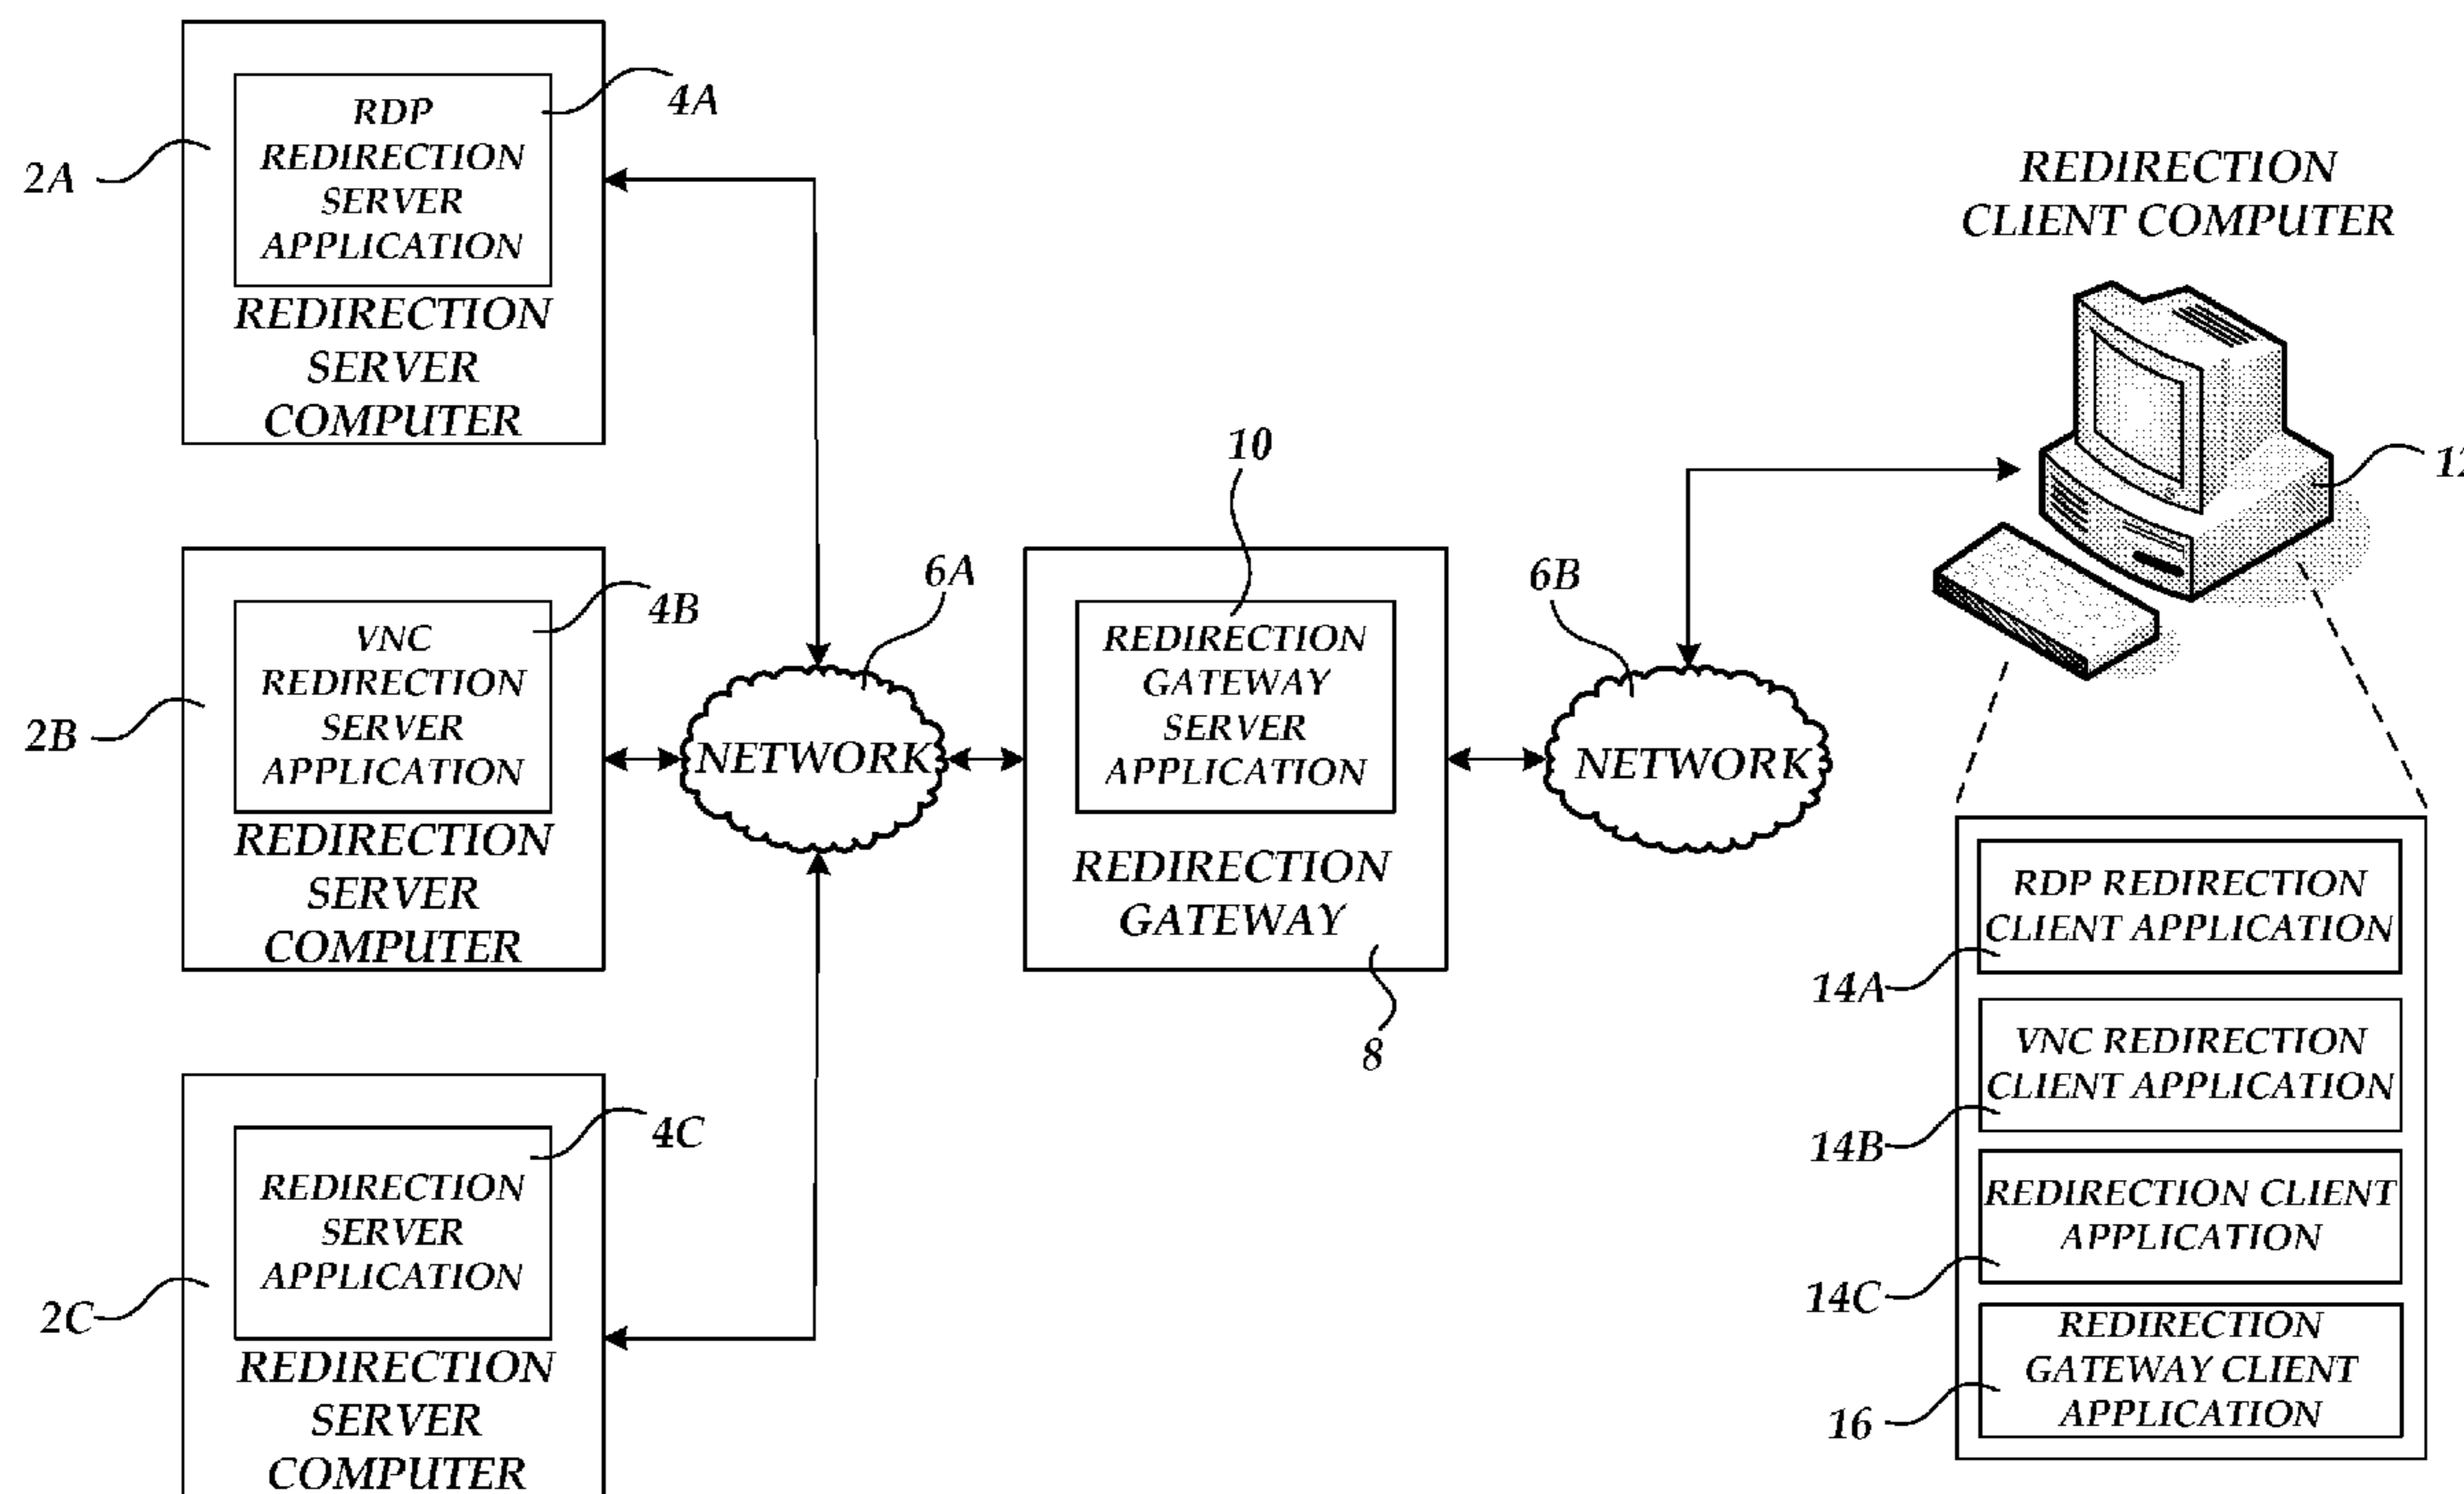 RDP
REDIRECTION
SERVER
APPLICATION
4A
2A
REDIRECTION
SERVER
COMPUTER
VNC
REDIRECTION
SERVER
APPLICATION
4B
2B
REDIRECTION
SERVER
COMPUTER
REDIRECTION
SERVER
APPLICATION
4C
2C
REDIRECTION
SERVER
COMPUTER
6A
NETWORK
10
REDIRECTION
GATEWAY
SERVER
APPLICATION
REDIRECTION
GATEWAY
8
6B
NETWORK
REDIRECTION
CLIENT COMPUTER
RDP REDIRECTION
CLIENT APPLICATION
14A
VNC REDIRECTION
CLIENT APPLICATION
14B
REDIRECTION CLIENT
APPLICATION
14C
REDIRECTION
GATEWAY CLIENT
APPLICATION
16